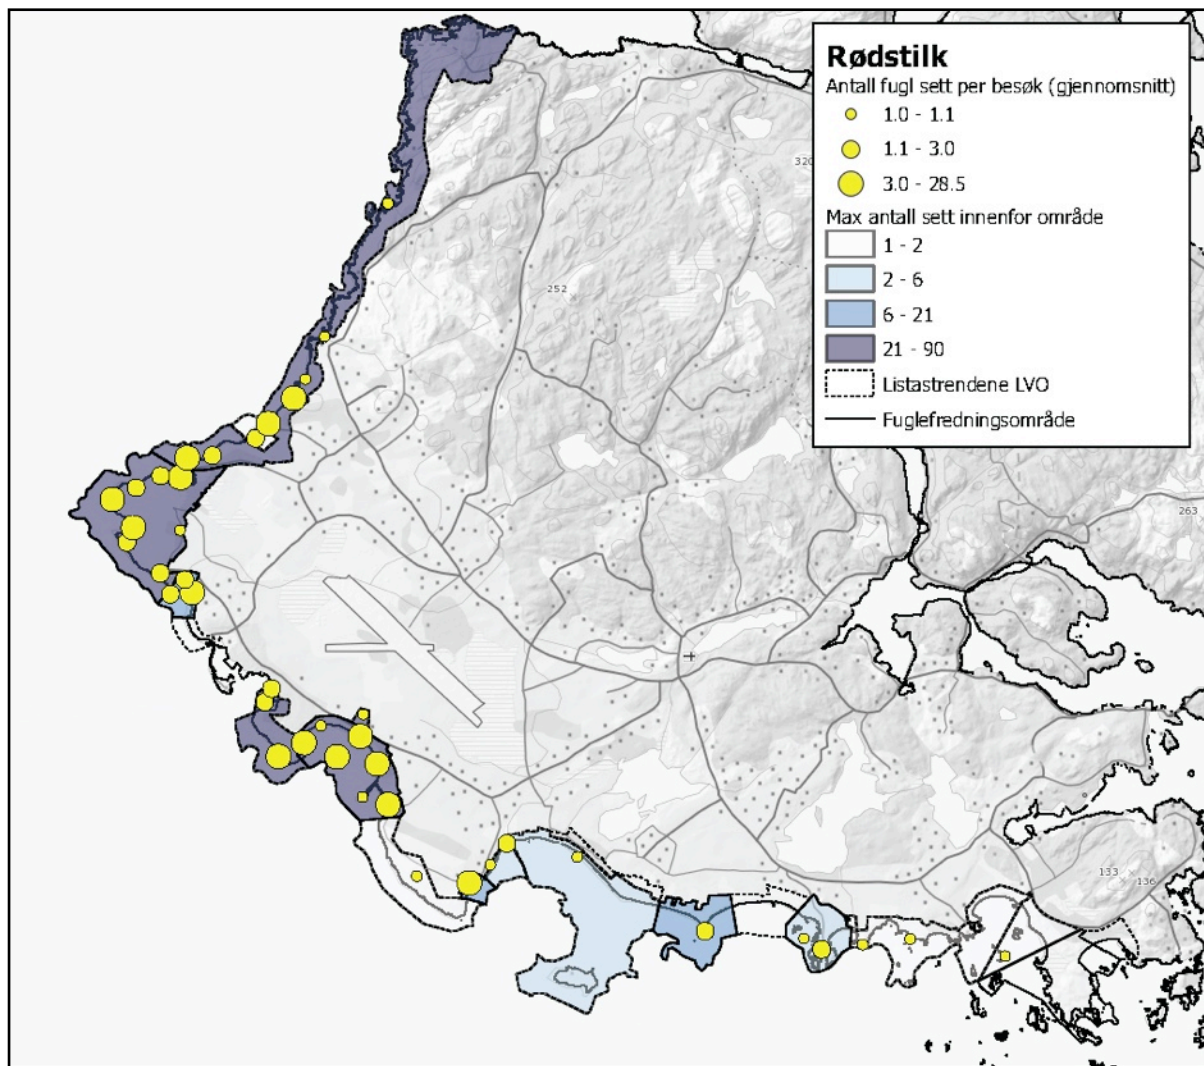 Rødstilk
Antall fugl sett per besøk (gjennomsnitt)
1.0 - 1.1
1.1 - 3.0
3.0 - 28.5
Max antall sett innenfor område
1 - 2
2 - 6
6 - 21
21 - 90
Listastrendene LVO
Fuglefredningsområde
320
252
263
133
136